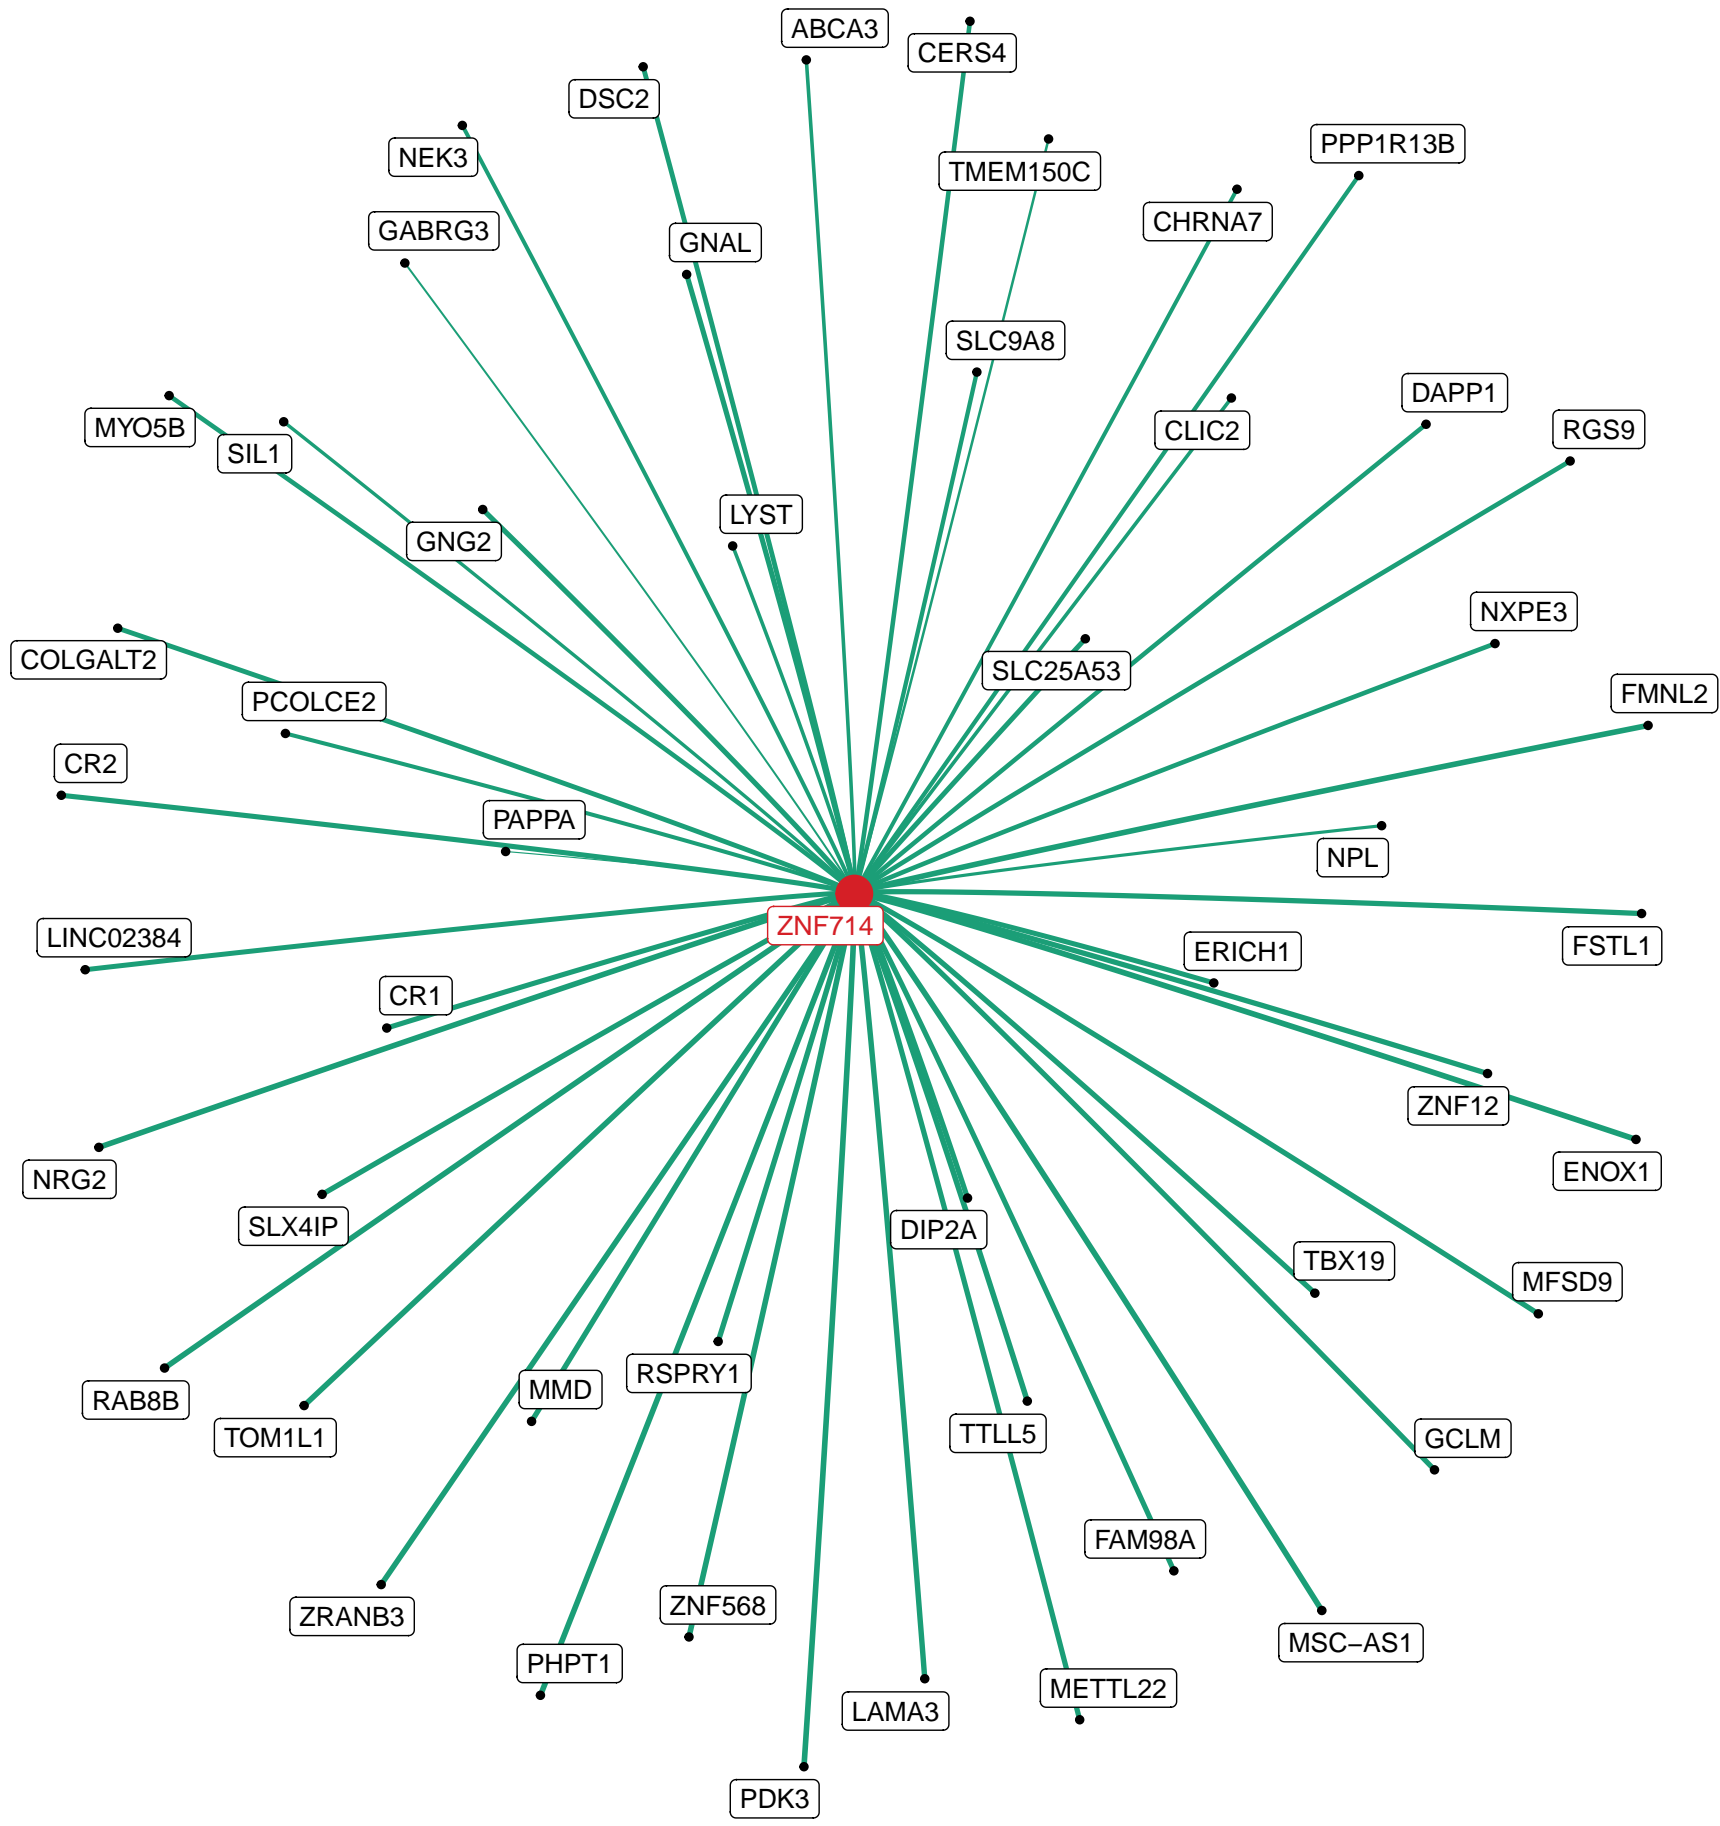 ABCA3
CERS4
DSC2
PPP1R13B
NEK3
TMEM150C
CHRNA7
GABRG3
GNAL
SLC9A8
DAPP1
MYO5B
CLIC2
RGS9
SIL1
LYST
GNG2
NXPE3
COLGALT2
SLC25A53
FMNL2
PCOLCE2
CR2
PAPPA
NPL
ZNF714
LINC02384
FSTL1
ERICH1
CR1
ZNF12
ENOX1
NRG2
SLX4IP
DIP2A
TBX19
MFSD9
RSPRY1
MMD
RAB8B
TTLL5
TOM1L1
GCLM
FAM98A
ZNF568
ZRANB3
MSC−AS1
PHPT1
METTL22
LAMA3
PDK3